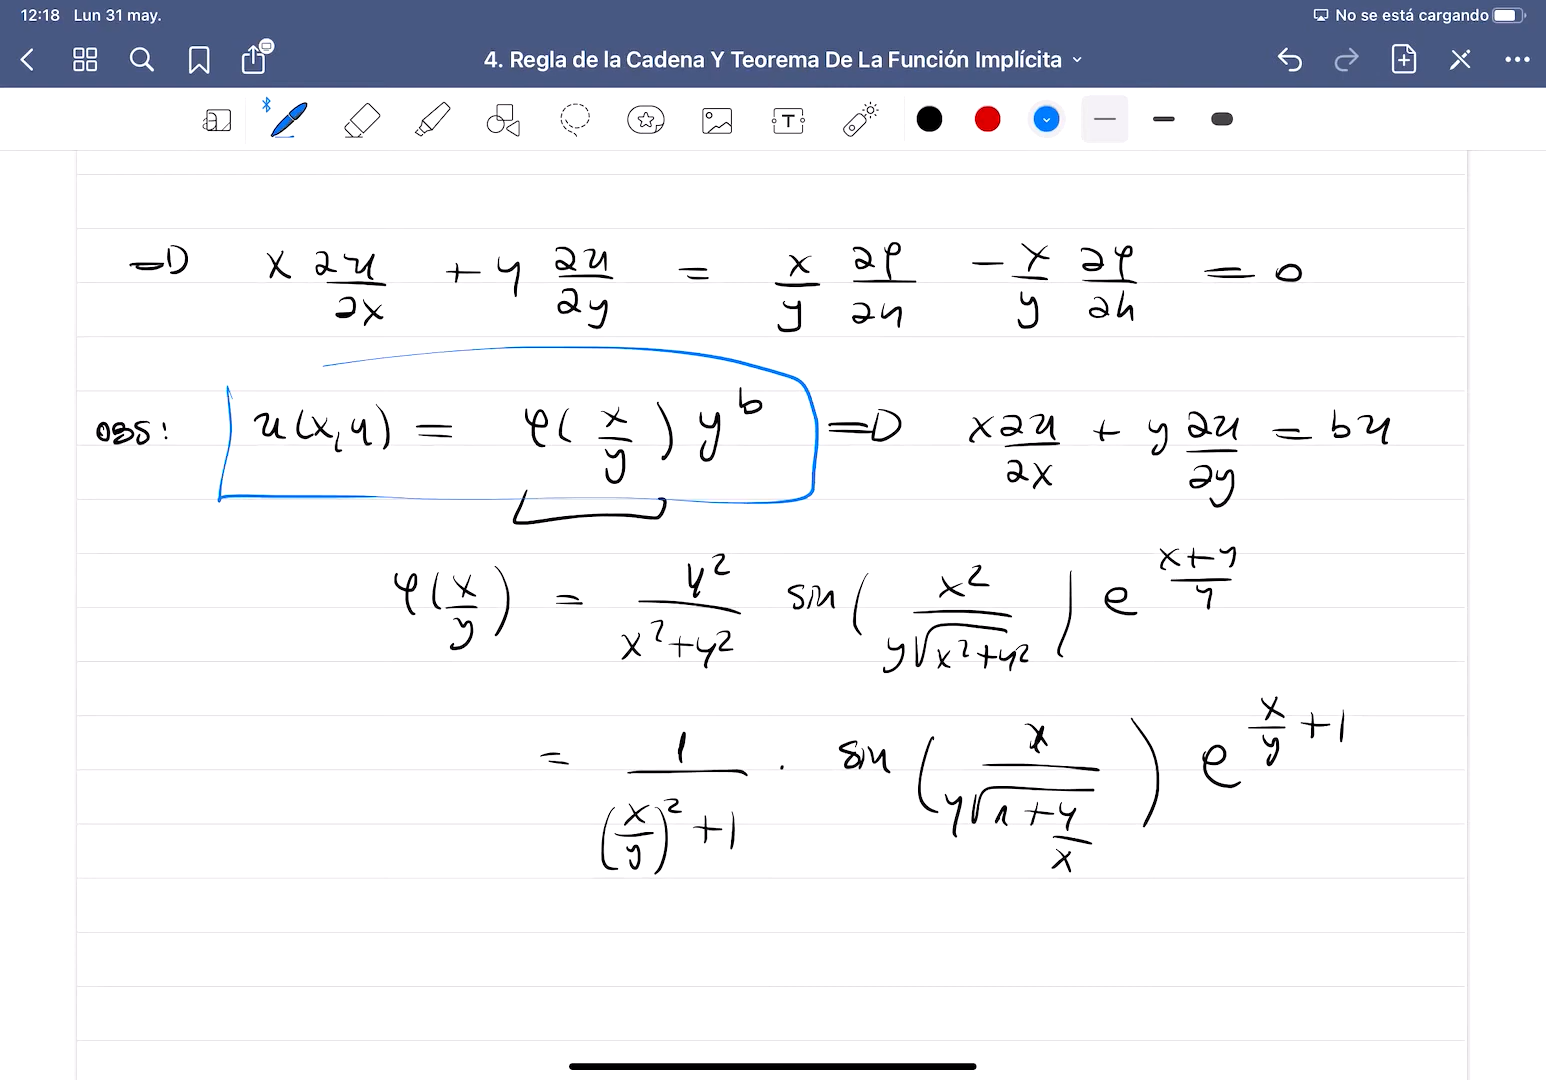 12:18 Lun 31 may. No se está cargando
4. Regla de la Cadena Y Teorema De La Función Implícita
=D x ∂u/∂x + y ∂u/∂y = x/y ∂φ/∂h − x/y ∂φ/∂h = 0
OBS: u(x,y) = φ(x/y) y^b =D x ∂u/∂x + y ∂u/∂y = bu
φ(x/y) = y²/(x²+y²) sin(x²/(y√(x²+y²))) e^((x+y)/y)
= 1/((x/y)²+1) · sin(x/(y√(1+y/x))) e^(x/y+1)